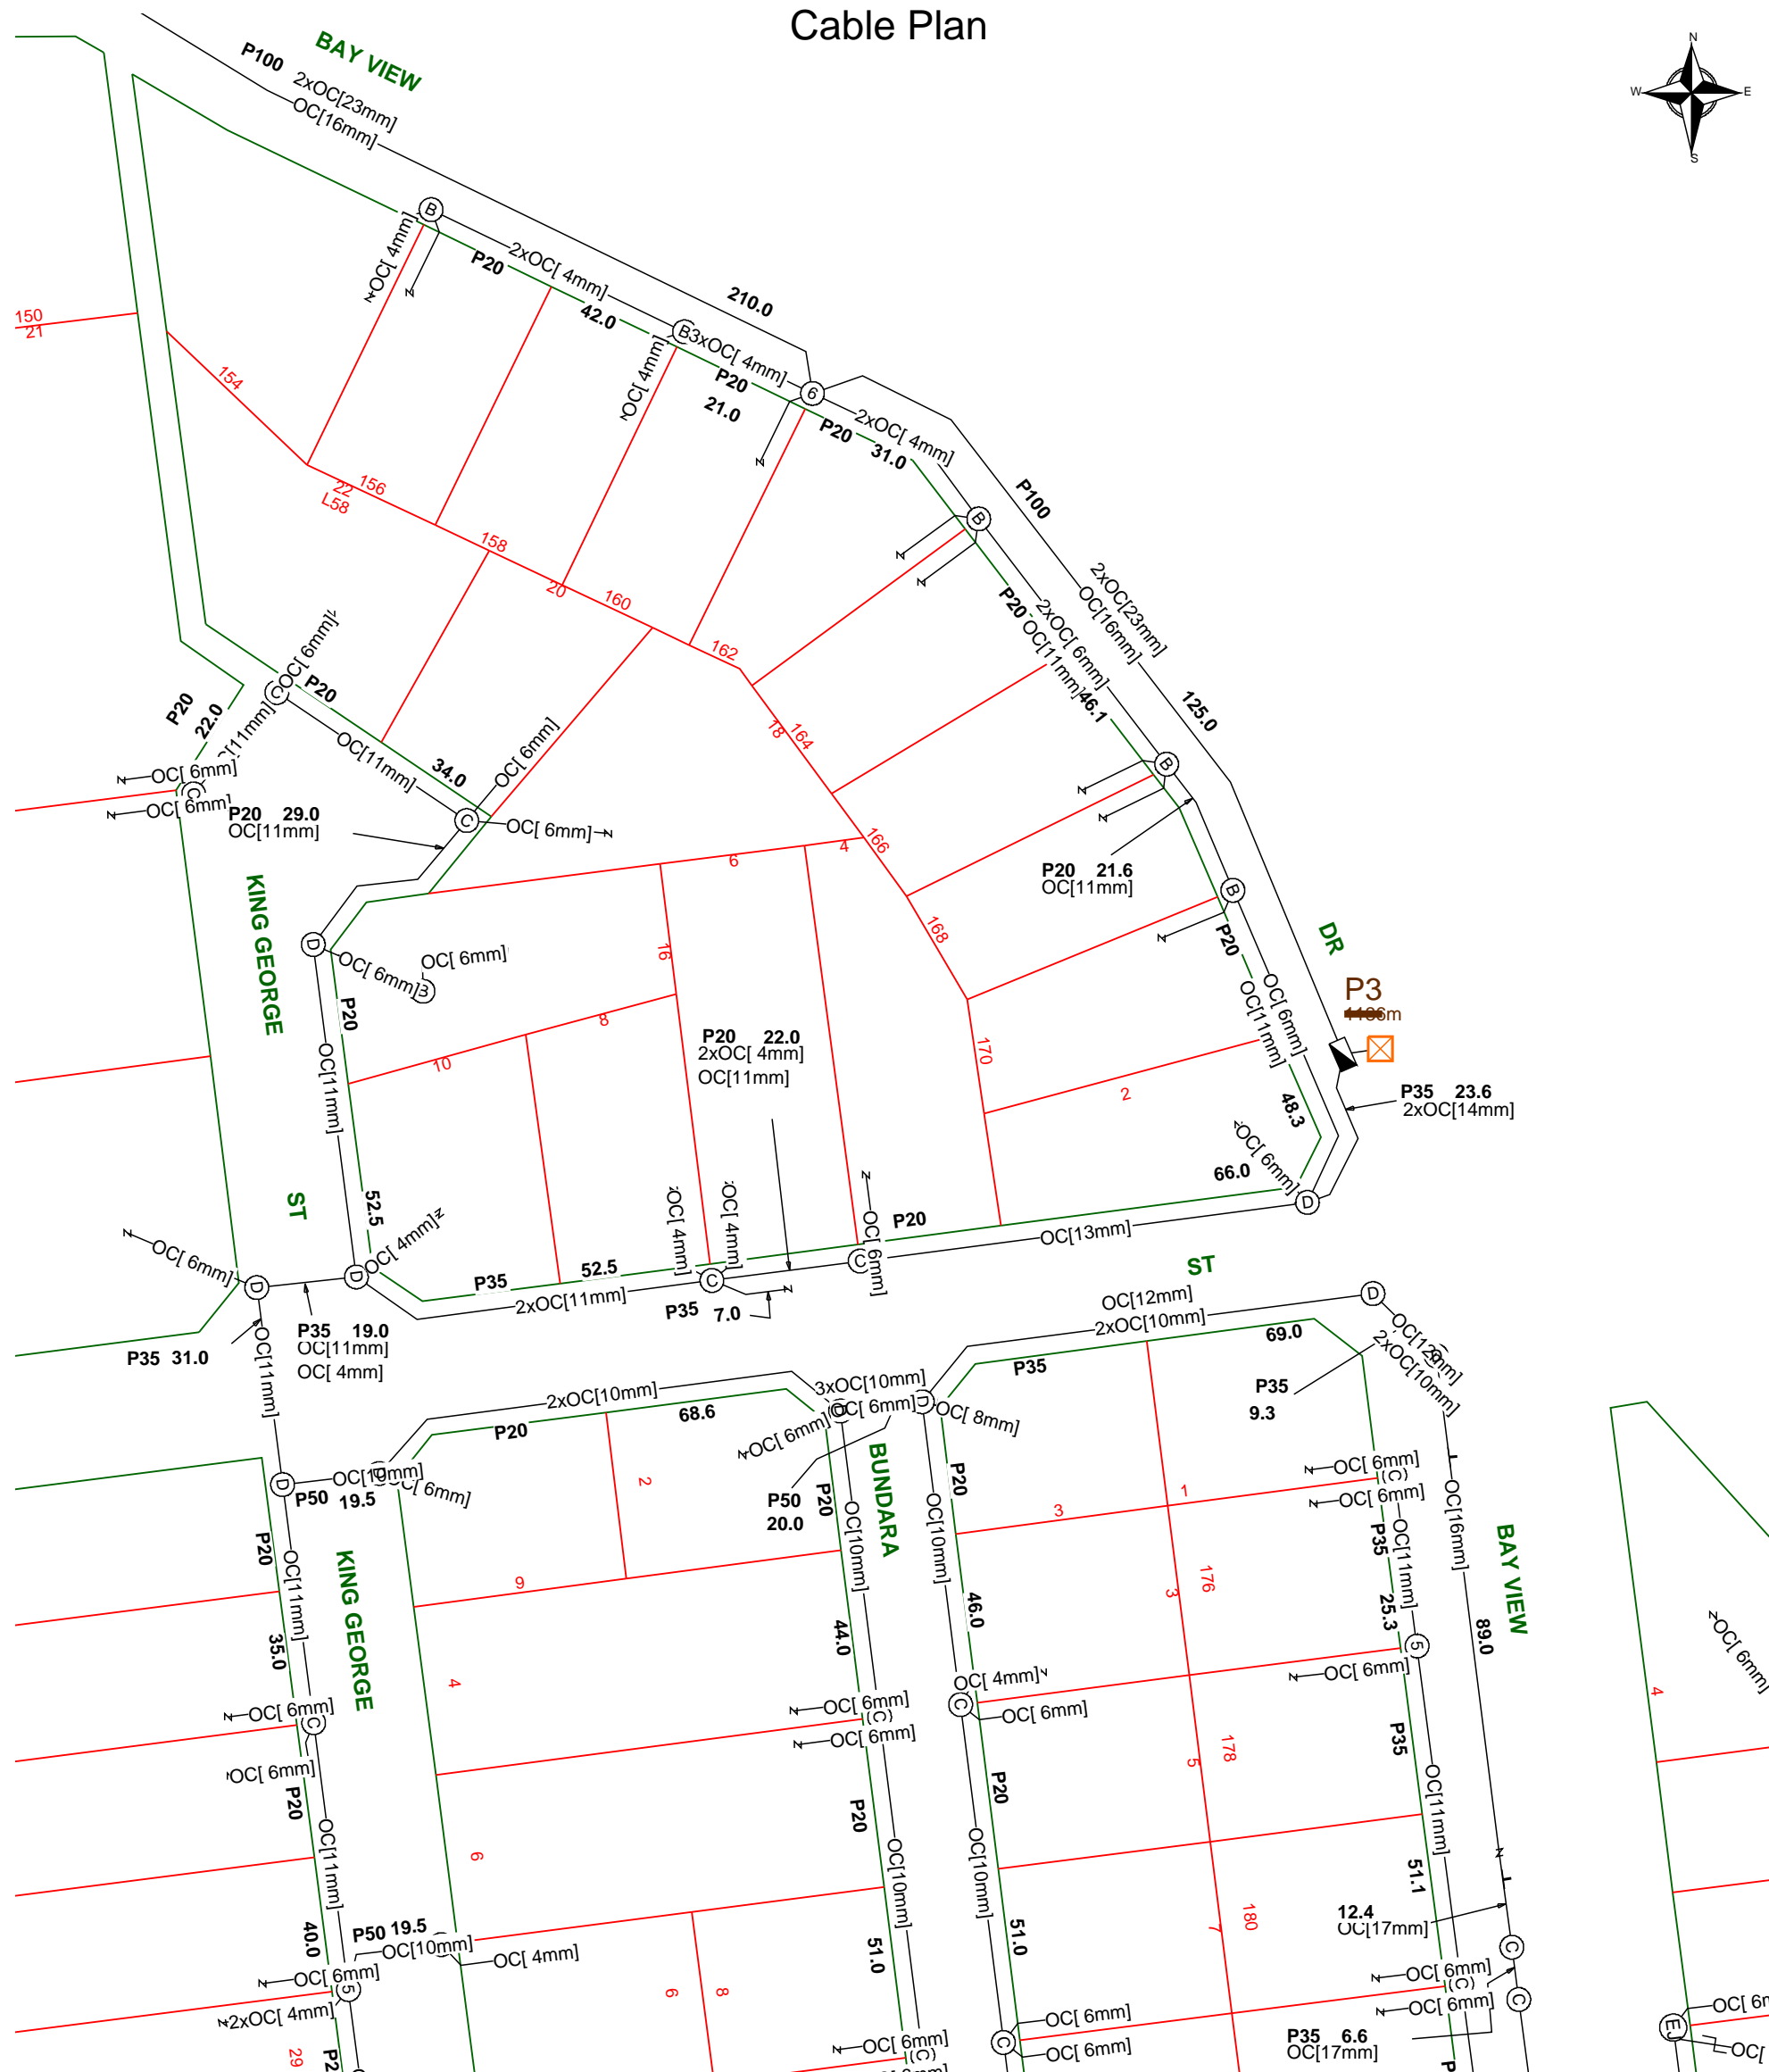 Cable Plan
N
W
E
S
BAY VIEW
P100
2xOC[23mm]
OC[16mm]
B
OC[ 4mm]
P20
2xOC[ 4mm]
42.0
210.0
B
3xOC[ 4mm]
OC[ 4mm]
P20
21.0
6
2xOC[ 4mm]
P20
31.0
150
21
154
156
22
L58
158
20
160
162
B
P100
2xOC[23mm]
OC[16mm]
P20
2xOC[ 6mm]
OC[11mm]
46.1
125.0
18
164
B
P20
22.0
OC[ 6mm]
C
P20
OC[11mm]
34.0
OC[ 6mm]
OC[ 6mm]
C
OC[ 6mm]
P20 29.0
OC[11mm]
C
OC[ 6mm]
6
4
166
P20 21.6
OC[11mm]
B
KING GEORGE
D
OC[ 6mm]
OC[ 6mm]
16
168
P20
DR
P3
OC[ 6mm]
OC[11mm]
P20
OC[11mm]
8
10
P20 22.0
2xOC[ 4mm]
OC[11mm]
170
2
P35 23.6
2xOC[14mm]
48.3
OC[ 6mm]
66.0
D
ST
52.5
OC[ 4mm]
OC[ 4mm]
OC[ 4mm]
OC[ 6mm]
P20
OC[13mm]
OC[ 6mm]
D
D
P35
52.5
2xOC[11mm]
C
C
P35 7.0
ST
P35 31.0
P35 19.0
OC[11mm]
OC[ 4mm]
OC[11mm]
OC[12mm]
2xOC[10mm]
D
69.0
P35
OC[12mm]
2xOC[10mm]
P35
9.3
2xOC[10mm]
68.6
P20
3xOC[10mm]
OC[ 6mm]
D
OC[ 8mm]
OC[ 6mm]
D
OC[10mm]
OC[ 6mm]
P50 19.5
2
P50
20.0
P20
BUNDARA
P20
OC[10mm]
OC[10mm]
OC[ 6mm]
C
OC[ 6mm]
1
3
P35
OC[11mm]
OC[16mm]
BAY VIEW
P20
OC[11mm]
35.0
KING GEORGE
9
44.0
46.0
176
3
25.3
5
89.0
OC[ 6mm]
OC[ 6mm]
4
4
OC[ 6mm]
C
OC[ 6mm]
P20
OC[ 6mm]
C
OC[ 6mm]
OC[ 4mm]
C
OC[ 6mm]
P20
P20
178
5
P35
OC[11mm]
OC[11mm]
6
OC[10mm]
OC[10mm]
51.1
40.0
P50 19.5
OC[10mm]
OC[ 4mm]
51.0
51.0
180
7
12.4
OC[17mm]
C
OC[ 6mm]
5
2xOC[ 4mm]
6
8
OC[ 6mm]
C
OC[ 6mm]
C
OC[ 6mm]
C
OC[ 6mm]
OC[ 6mm]
C
P35 6.6
OC[17mm]
29